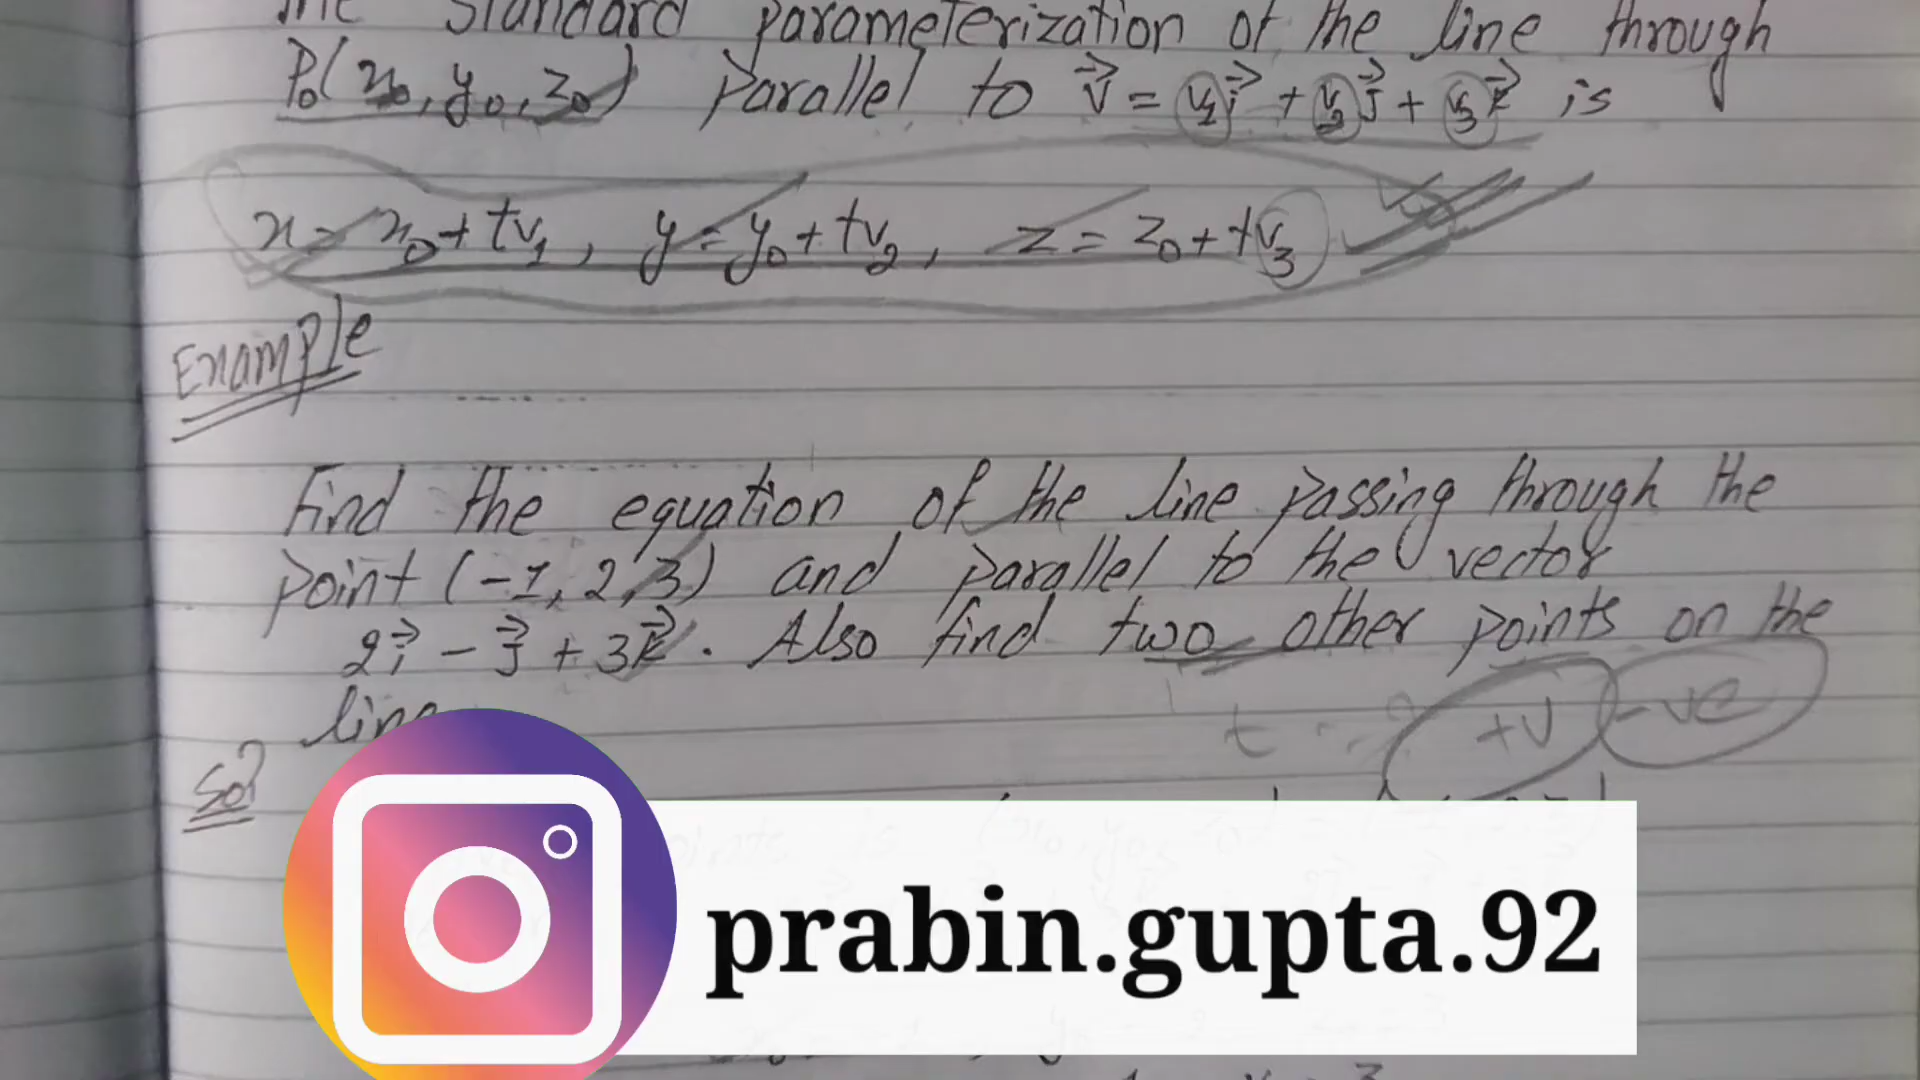 The Standard parameterization of the line through
P₀(x₀, y₀, z₀) parallel to v⃗ = v₁i⃗ + v₂j⃗ + v₃k⃗ is
x = x₀ + tv₁, y = y₀ + tv₂, z = z₀ + tv₃
Example
Find the equation of the line passing through the
point (-1, 2, 3) and parallel to the vector
2i⃗ - j⃗ + 3k⃗. Also find two other points on the
line
t +v -ve
Sol
prabin.gupta.92